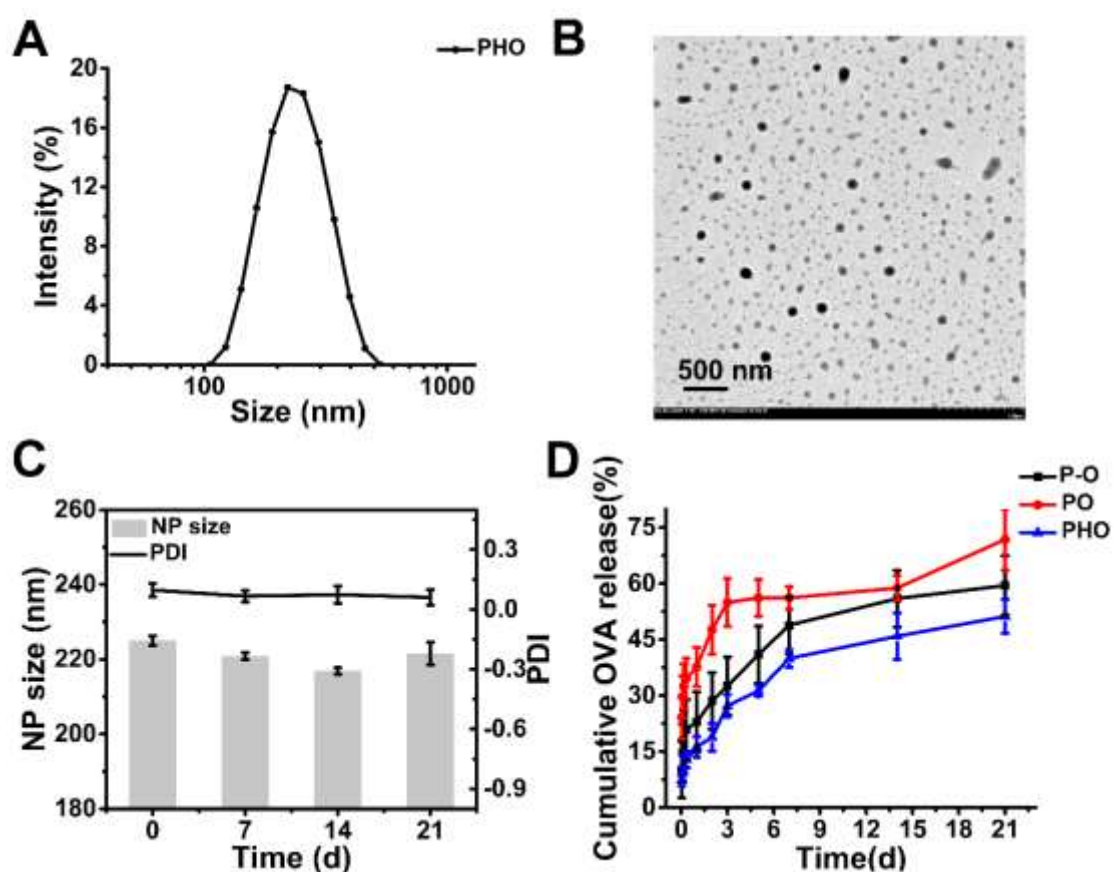 A
PHO
20
16
12
8
4
0
Intensity (%)
100
1000
Size (nm)
B
500 nm
C
NP size
PDI
260
240
220
200
180
NP size (nm)
0.3
0.0
-0.3
-0.6
-0.9
PDI
0
7
14
21
Time (d)
D
P-O
PO
PHO
75
60
45
30
15
0
Cumulative OVA release(%)
0 3 6 9 12 15 18 21
Time(d)